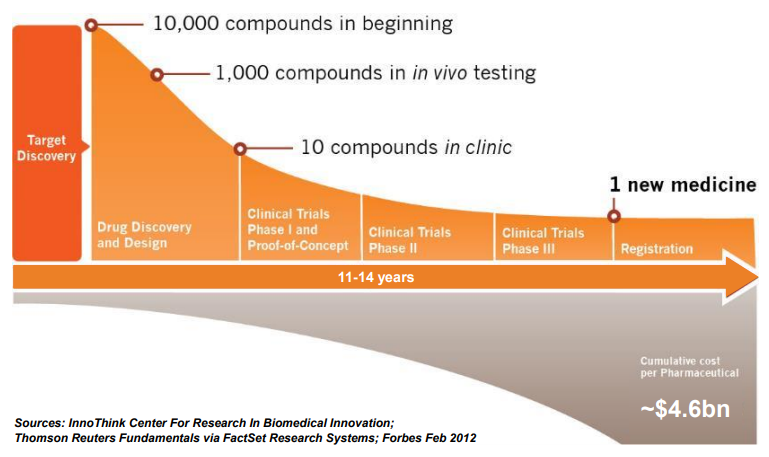 10,000 compounds in beginning
1,000 compounds in in vivo testing
10 compounds in clinic
1 new medicine
Target
Discovery
Drug Discovery
and Design
Clinical Trials
Phase I and
Proof-of-Concept
Clinical Trials
Phase II
Clinical Trials
Phase III
Registration
11-14 years
Cumulative cost
per Pharmaceutical
~$4.6bn
Sources: InnoThink Center For Research In Biomedical Innovation;
Thomson Reuters Fundamentals via FactSet Research Systems; Forbes Feb 2012